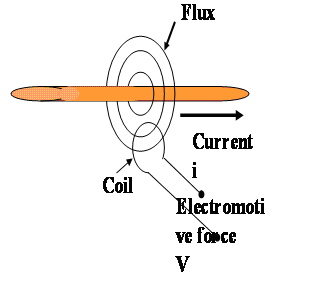 Flux
Current
i
Coil
Electromoti
ve force
V